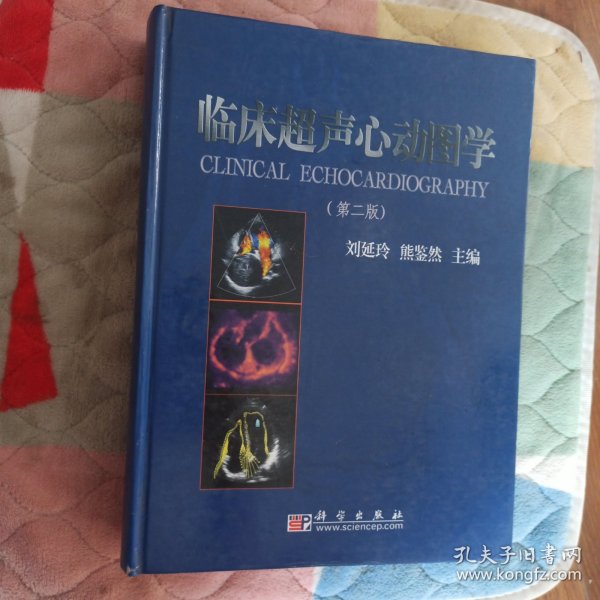 临床超声心动图学
CLINICAL ECHOCARDIOGRAPHY
(第二版)
刘延玲 熊鉴然 主编
科学出版社
www.sciencep.com
孔夫子旧书网
www.kongfz.com